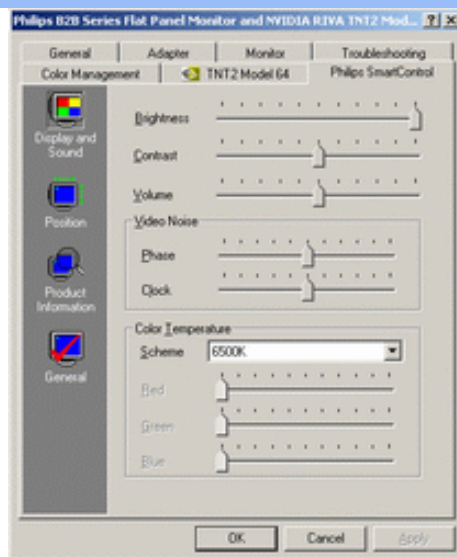 Philips B2B Series Flat Panel Monitor and NVIDIA RIVA TNT2 Mod...
General Adapter Monitor Troubleshooting
Color Management TNT2 Model 64 Philips SmartControl
Display and
Sound
Position
Product
Information
General
Brightness
Contrast
Volume
Video Noise
Phase
Clock
Color Temperature
Scheme 6500K
Red
Green
Blue
OK Cancel Apply